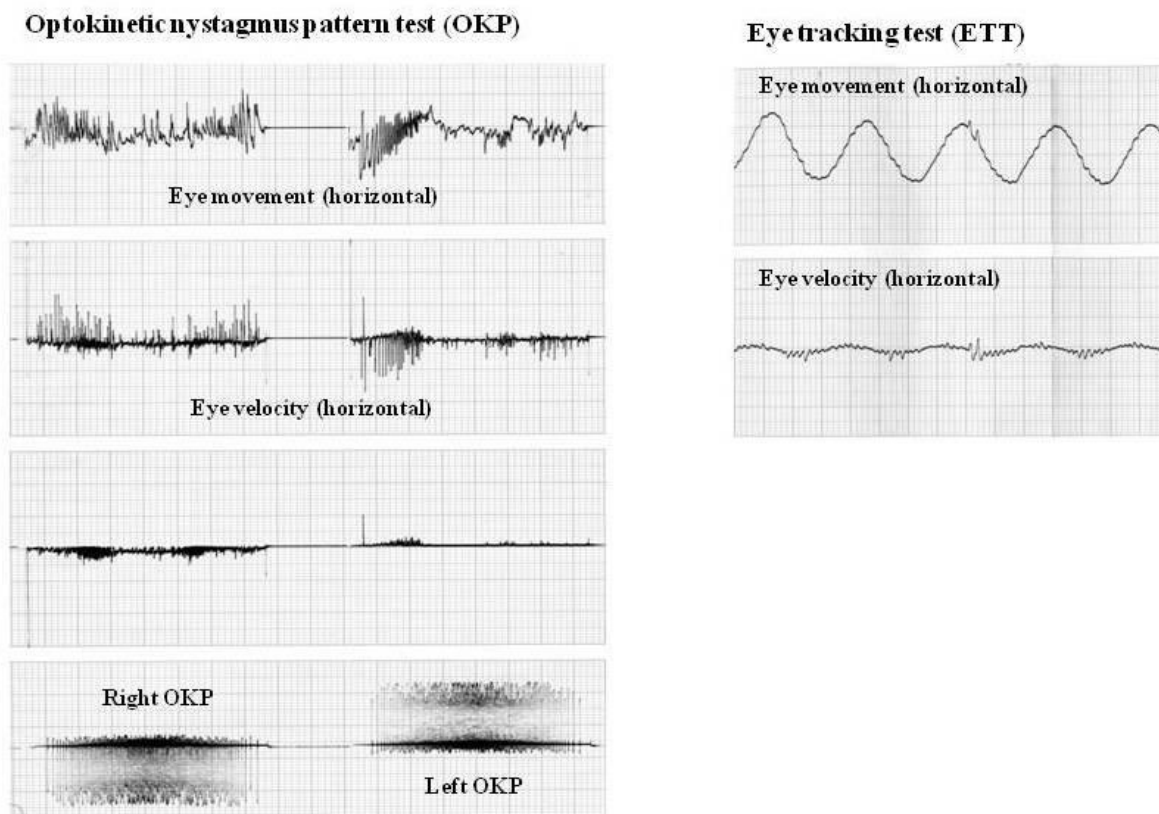 Optokinetic nystagmus pattern test (OKP)
Eye movement (horizontal)
Eye velocity (horizontal)
Right OKP
Left OKP
Eye tracking test (ETT)
Eye movement (horizontal)
Eye velocity (horizontal)